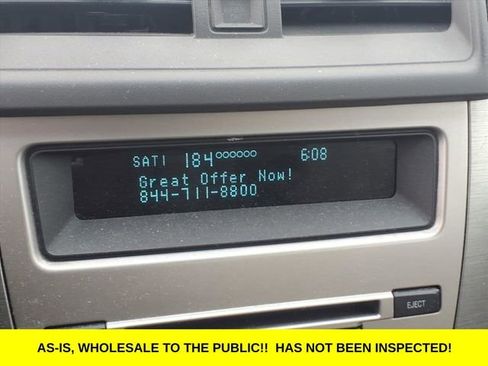 SAT1 184°°°°°° 6:08
Great Offer Now!
844-711-8800
EJECT
AS-IS, WHOLESALE TO THE PUBLIC!! HAS NOT BEEN INSPECTED!